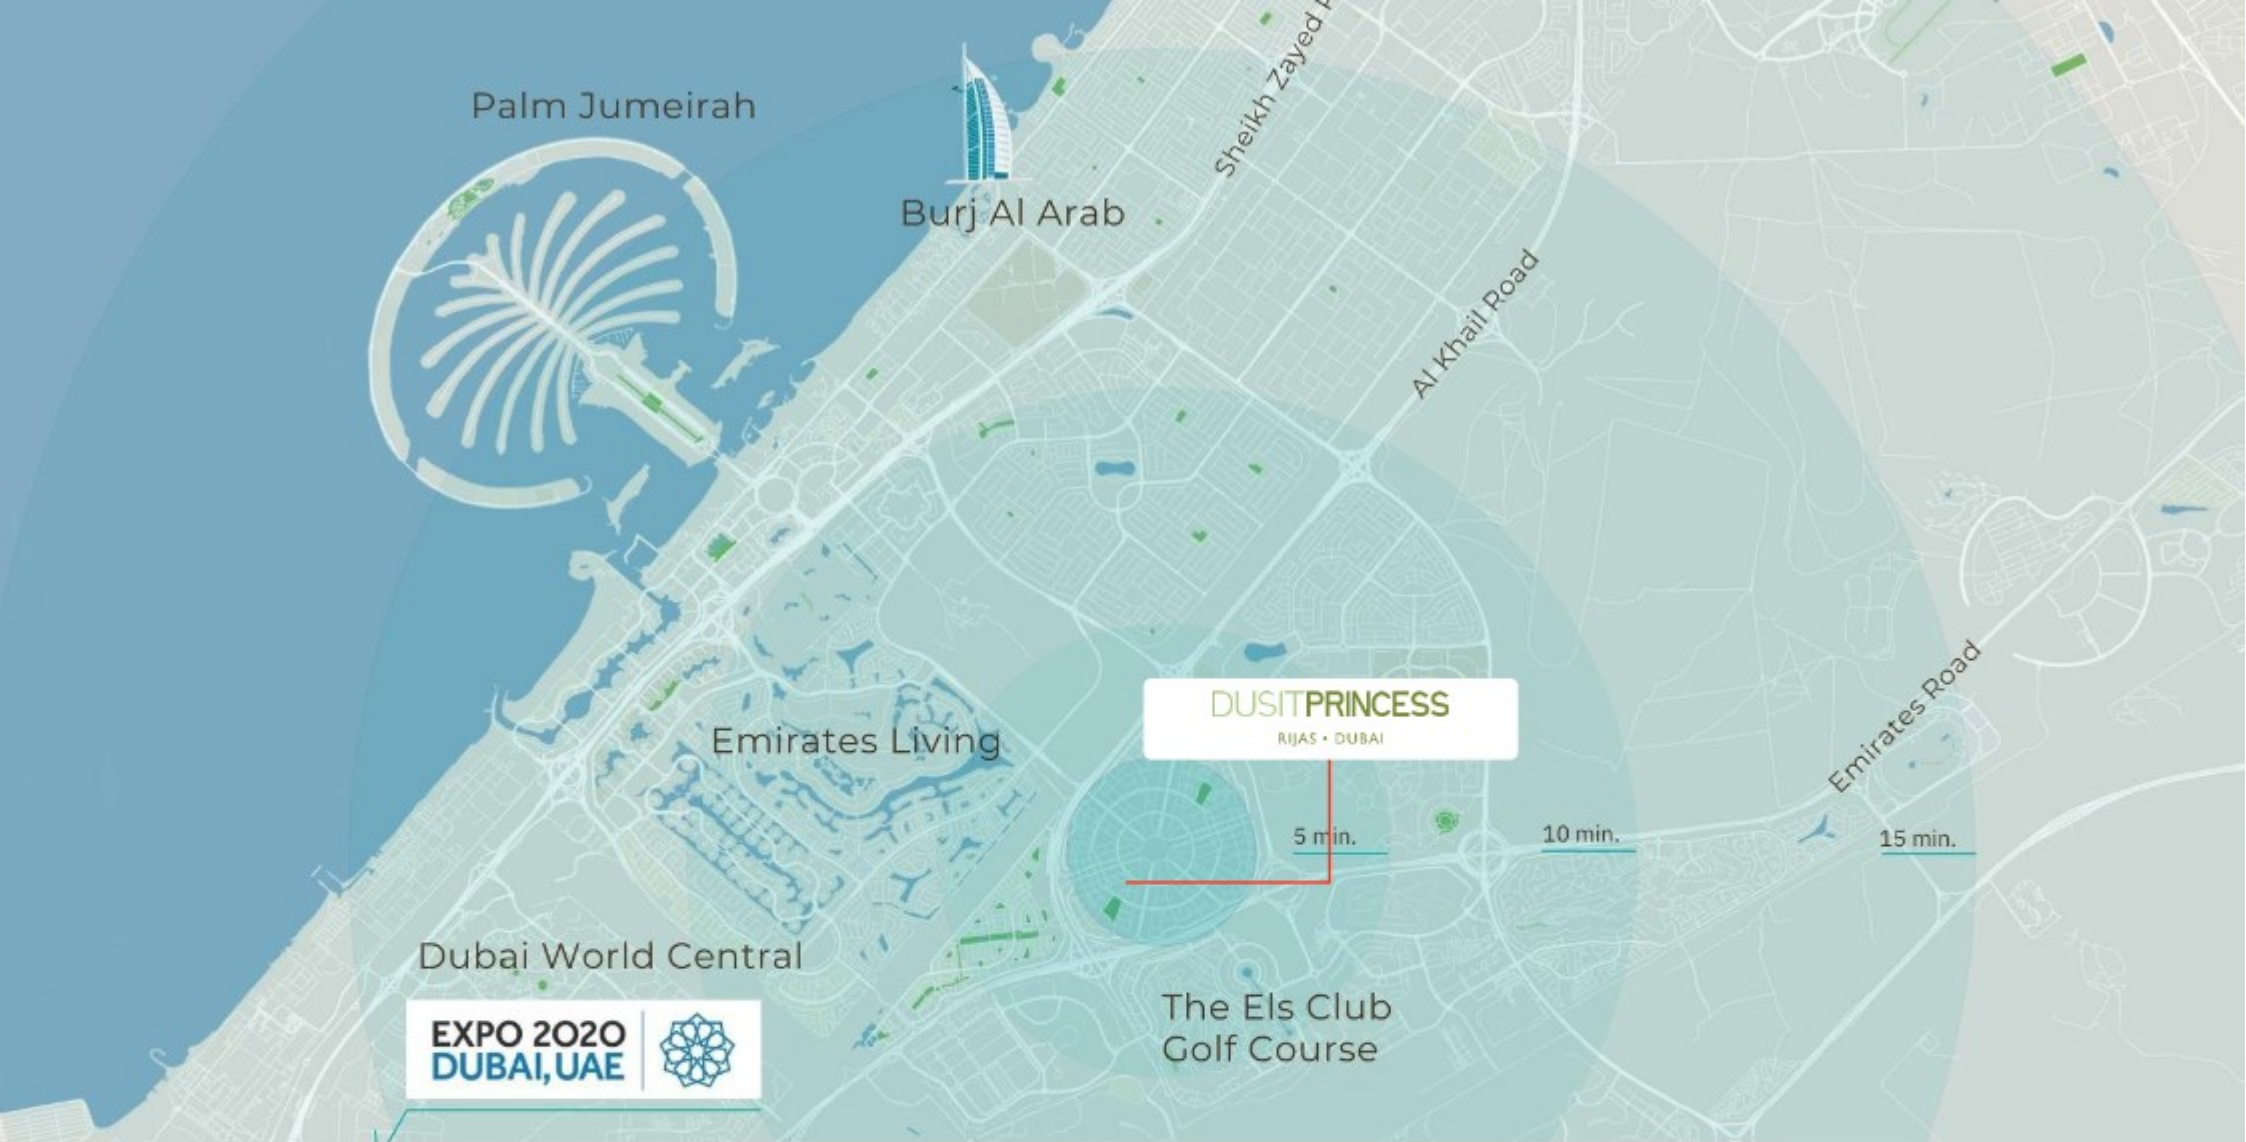 Palm Jumeirah
Burj Al Arab
Sheikh Zayed
Al Khail Road
DUSITPRINCESS
RIJAS • DUBAI
Emirates Living
Emirates Road
5 min.
10 min.
15 min.
Dubai World Central
EXPO 2020
DUBAI, UAE
The Els Club
Golf Course